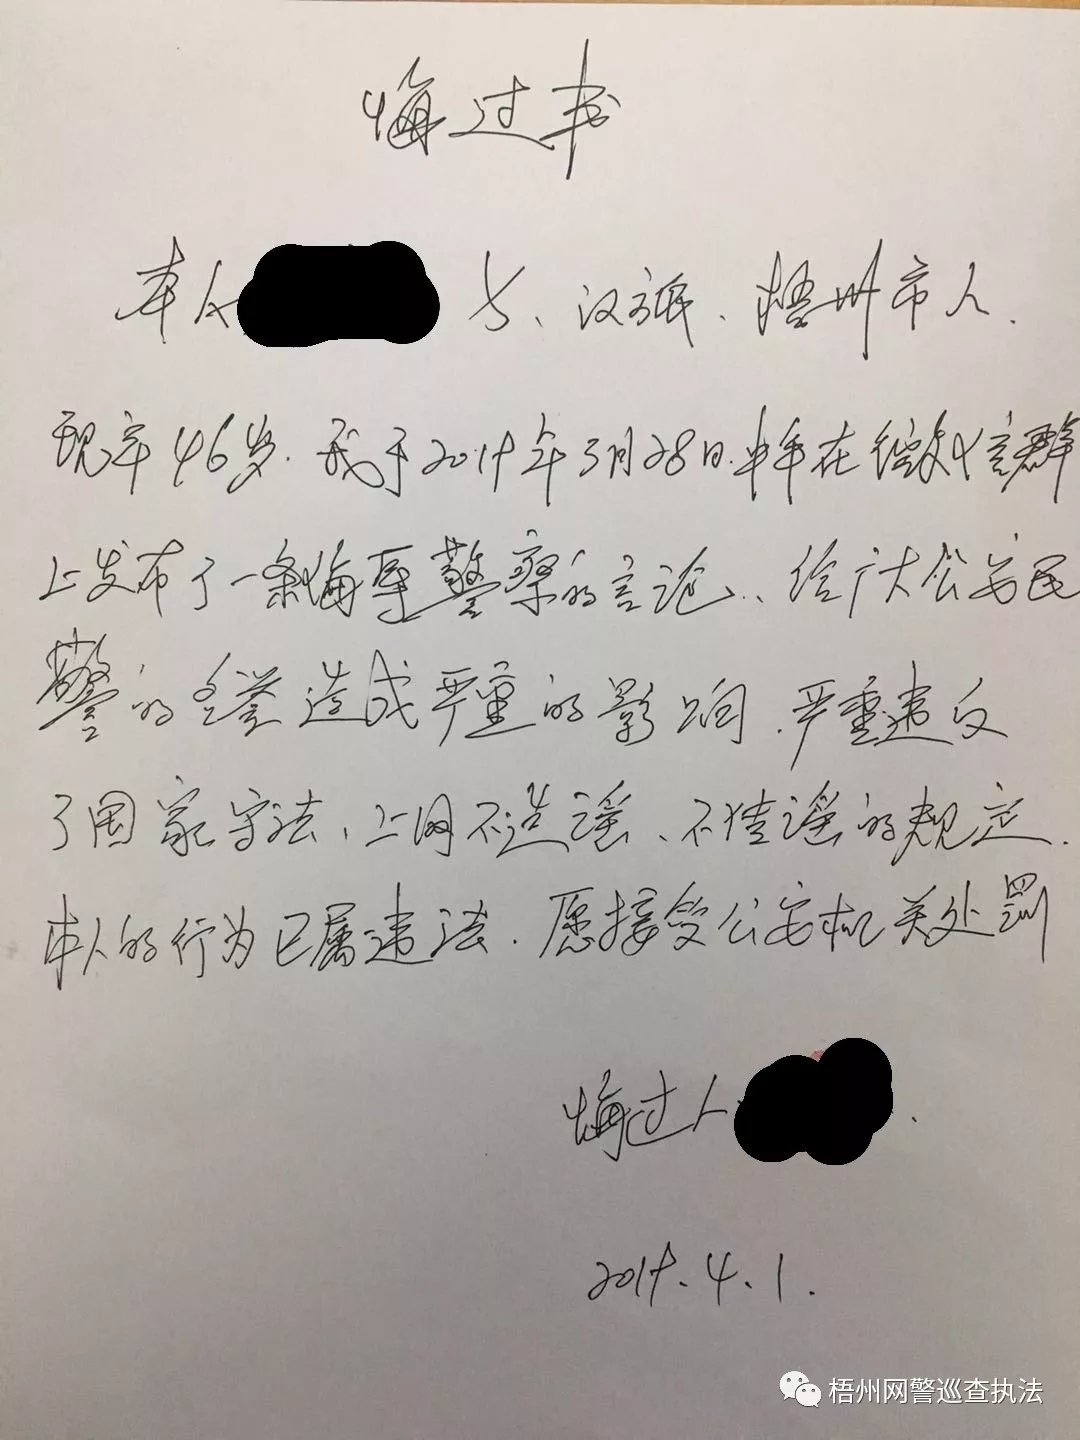 悔过书
本人 女、汉族、梧州市人.
现年46岁.我于2019年3月28日中午在微信群
上发布了一条侮辱警察的言论、给广大公安民
警的名誉造成严重的影响.严重违反
了国家守法、上网不造谣、不传谣的规定.
本人的行为已属违法.愿接受公安机关处罚
悔过人 .
2019.4.1.
梧州网警巡查执法